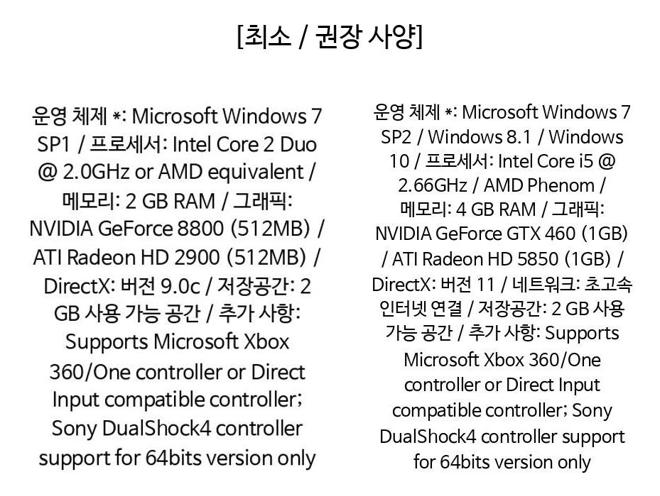 [최소 / 권장 사양]
운영 체제 *: Microsoft Windows 7
SP1 / 프로세서: Intel Core 2 Duo
@ 2.0GHz or AMD equivalent /
메모리: 2 GB RAM / 그래픽:
NVIDIA GeForce 8800 (512MB) /
ATI Radeon HD 2900 (512MB) /
DirectX: 버전 9.0c / 저장공간: 2
GB 사용 가능 공간 / 추가 사항:
Supports Microsoft Xbox
360/One controller or Direct
Input compatible controller;
Sony DualShock4 controller
support for 64bits version only
운영 체제 *: Microsoft Windows 7
SP2 / Windows 8.1 / Windows
10 / 프로세서: Intel Core i5 @
2.66GHz / AMD Phenom /
메모리: 4 GB RAM / 그래픽:
NVIDIA GeForce GTX 460 (1GB)
/ ATI Radeon HD 5850 (1GB) /
DirectX: 버전 11 / 네트워크: 초고속
인터넷 연결 / 저장공간: 2 GB 사용
가능 공간 / 추가 사항: Supports
Microsoft Xbox 360/One
controller or Direct Input
compatible controller; Sony
DualShock4 controller support
for 64bits version only